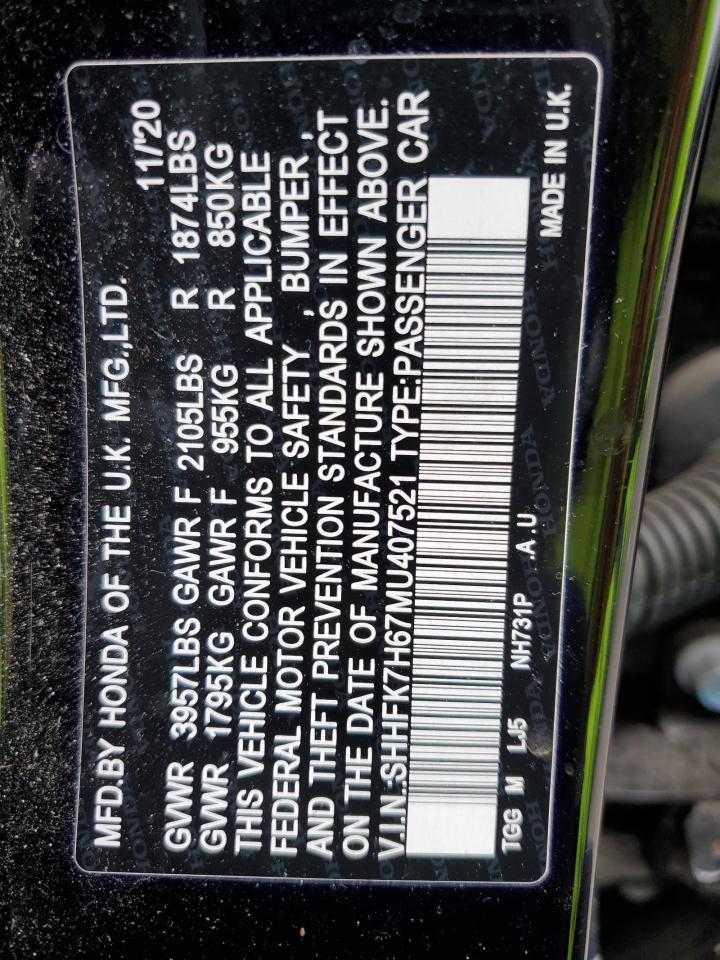 MFD.BY HONDA OF THE U.K. MFG.,LTD.
11/'20
GVWR 3957LBS GAWR F 2105LBS R 1874LBS
GVWR 1795KG GAWR F 955KG R 850KG
THIS VEHICLE CONFORMS TO ALL APPLICABLE
FEDERAL MOTOR VEHICLE SAFETY , BUMPER ,
AND THEFT PREVENTION STANDARDS IN EFFECT
ON THE DATE OF MANUFACTURE SHOWN ABOVE.
V.I.N.:SHHFK7H67MU407521 TYPE:PASSENGER CAR
TGG M LJ5 NH731P A.U
MADE IN U.K.